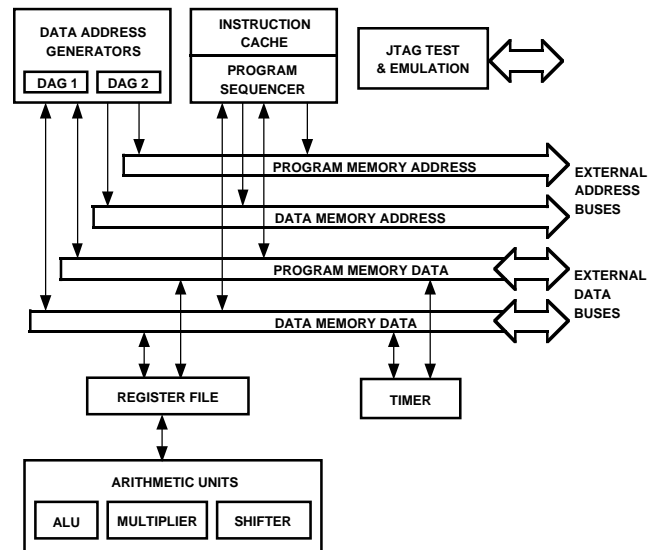 DATA ADDRESS
GENERATORS
DAG 1
DAG 2
INSTRUCTION
CACHE
PROGRAM
SEQUENCER
JTAG TEST
& EMULATION
PROGRAM MEMORY ADDRESS
DATA MEMORY ADDRESS
EXTERNAL
ADDRESS
BUSES
PROGRAM MEMORY DATA
DATA MEMORY DATA
EXTERNAL
DATA
BUSES
REGISTER FILE
TIMER
ARITHMETIC UNITS
ALU
MULTIPLIER
SHIFTER